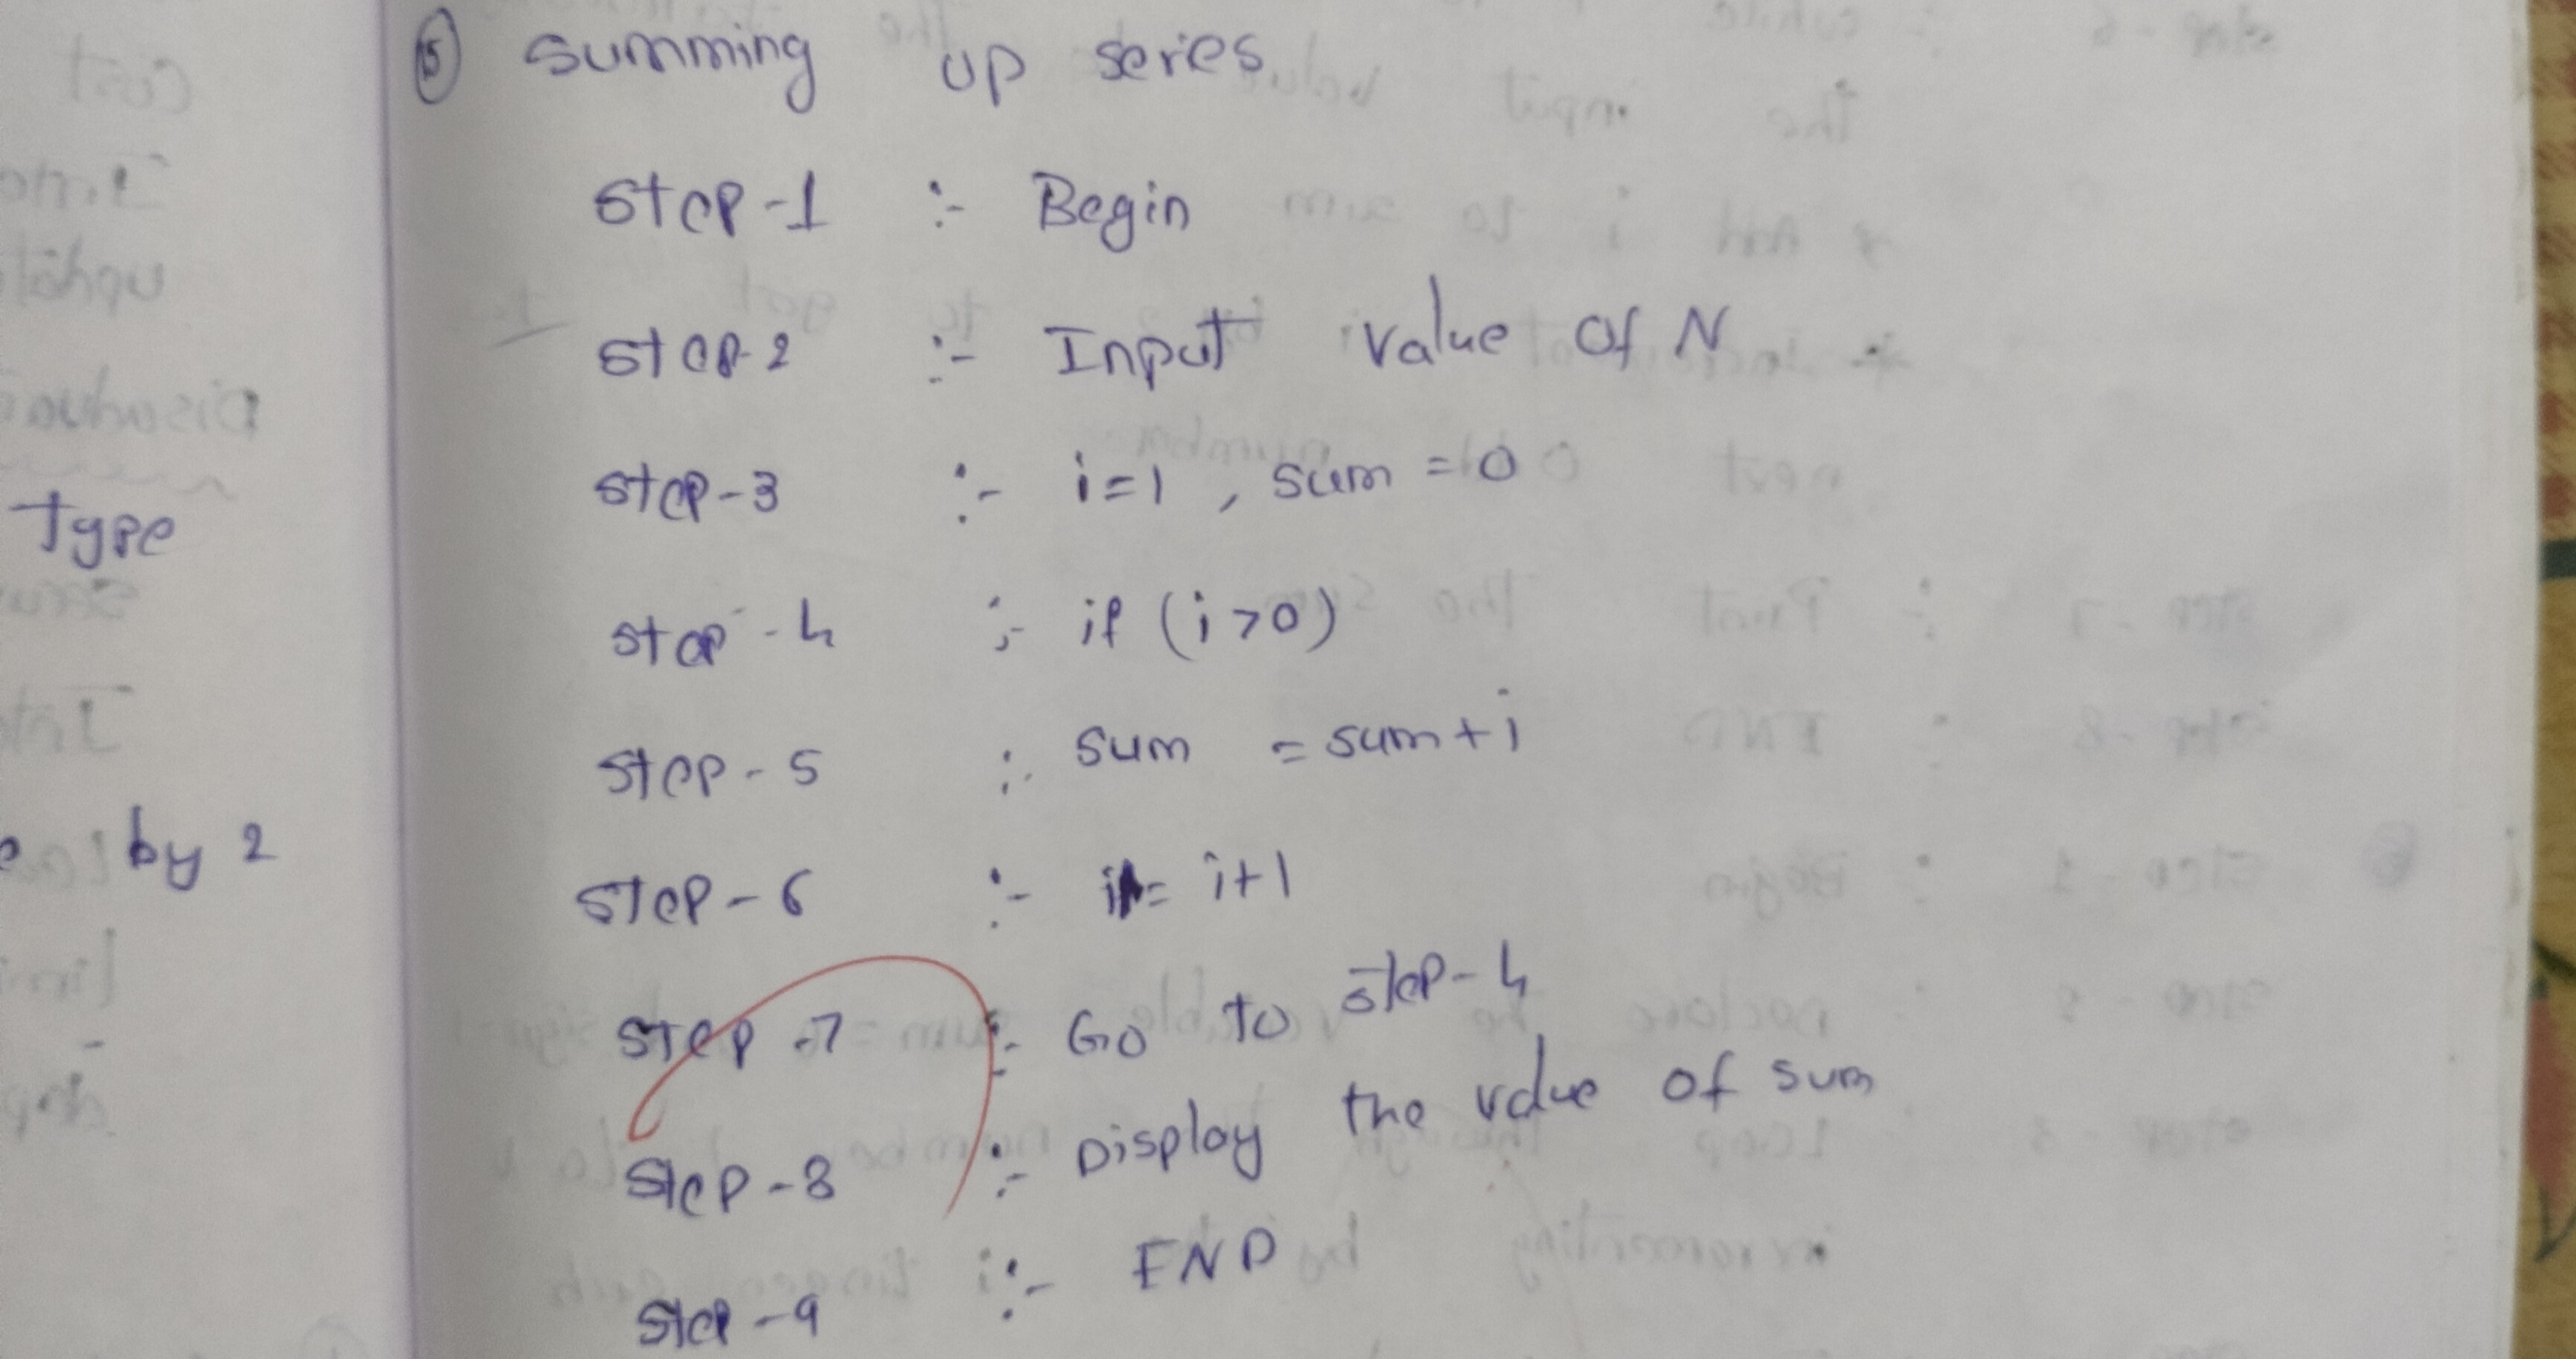 ⑤ Summing up series
Step-1 :- Begin
Step-2 :- Input value of N
Step-3 :- i=1, sum=0
Step-4 :- if (i>0)
Step-5 :- sum = sum+i
Step-6 :- i= i+1
Step-7 :- Go to step-4
Step-8 :- Display the value of sum
Step-9 :- END
Type
by 2